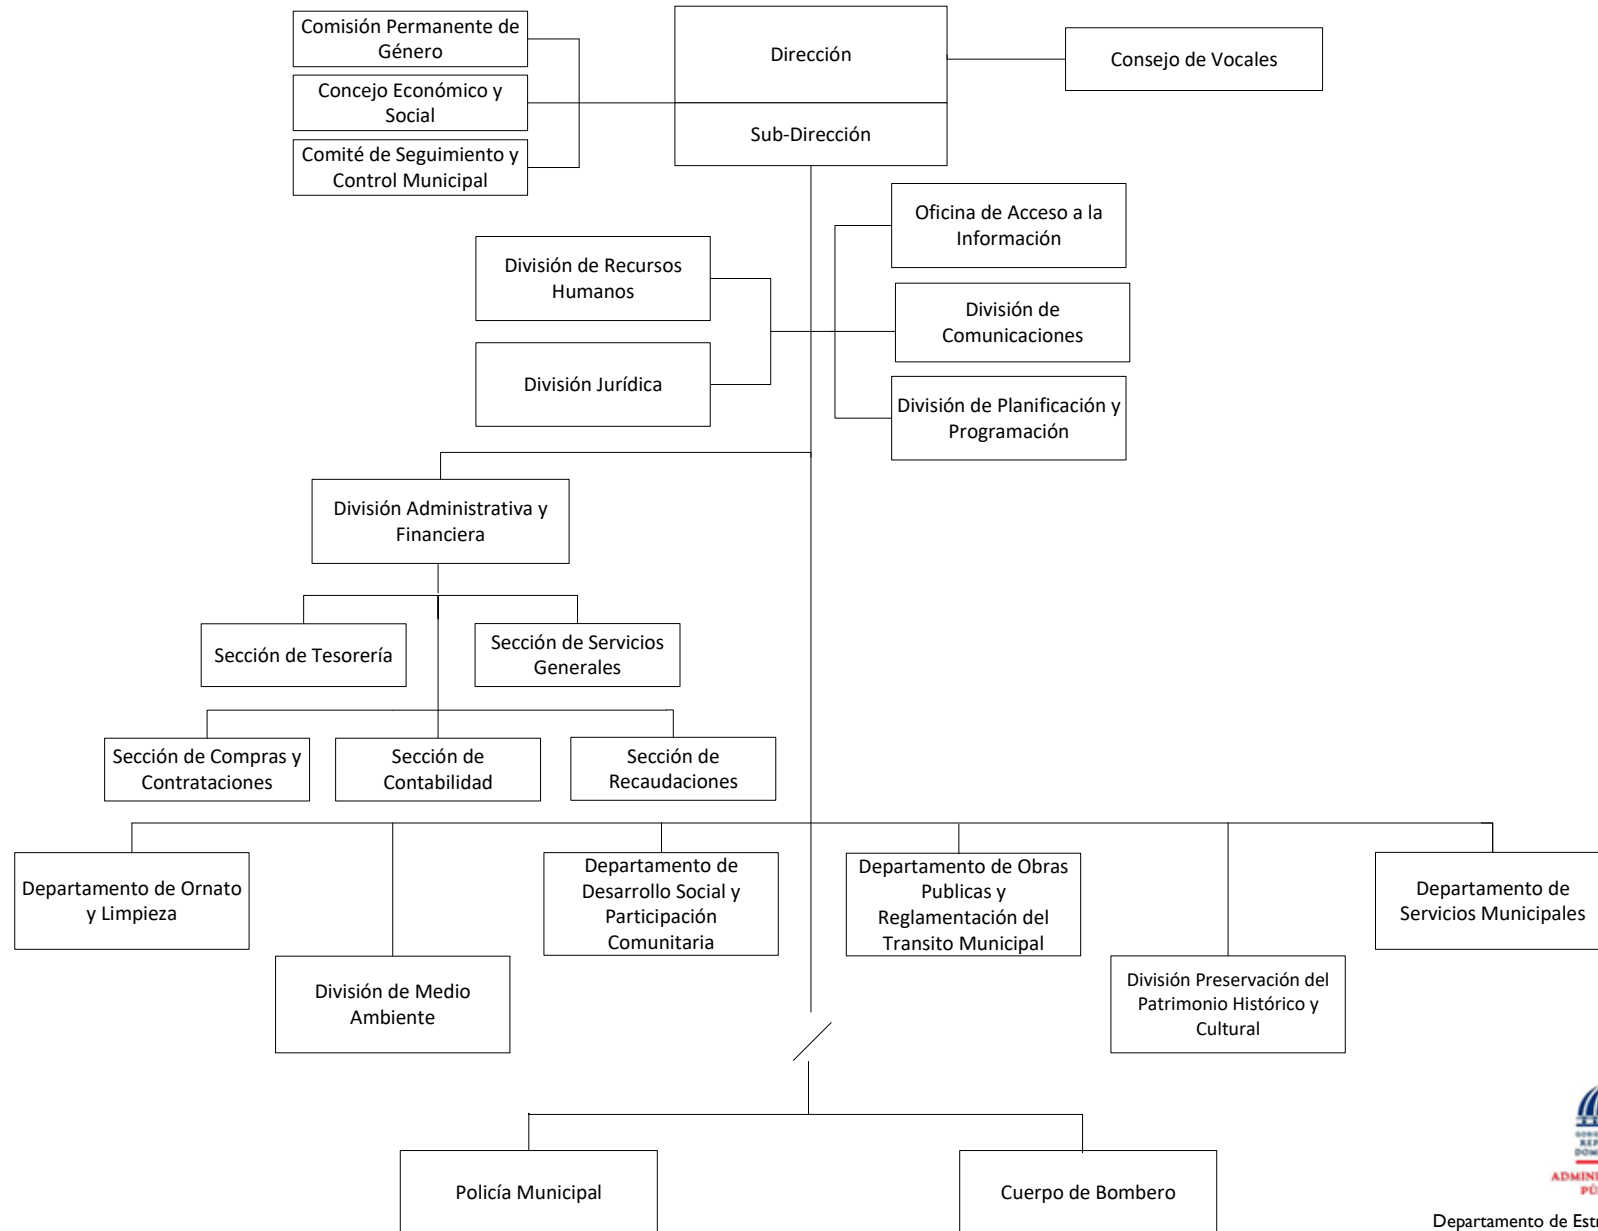 Comisión Permanente de
Género
Dirección
Consejo de Vocales
Concejo Económico y
Social
Sub-Dirección
Comité de Seguimiento y
Control Municipal
Oficina de Acceso a la
Información
División de Recursos
Humanos
División de
Comunicaciones
División Jurídica
División de Planificación y
Programación
División Administrativa y
Financiera
Sección de Tesorería
Sección de Servicios
Generales
Sección de Compras y
Contrataciones
Sección de
Contabilidad
Sección de
Recaudaciones
Departamento de Ornato
y Limpieza
Departamento de
Desarrollo Social y
Participación
Comunitaria
Departamento de Obras
Publicas y
Reglamentación del
Transito Municipal
Departamento de
Servicios Municipales
División de Medio
Ambiente
División Preservación del
Patrimonio Histórico y
Cultural
Policía Municipal
Cuerpo de Bombero
Departamento de